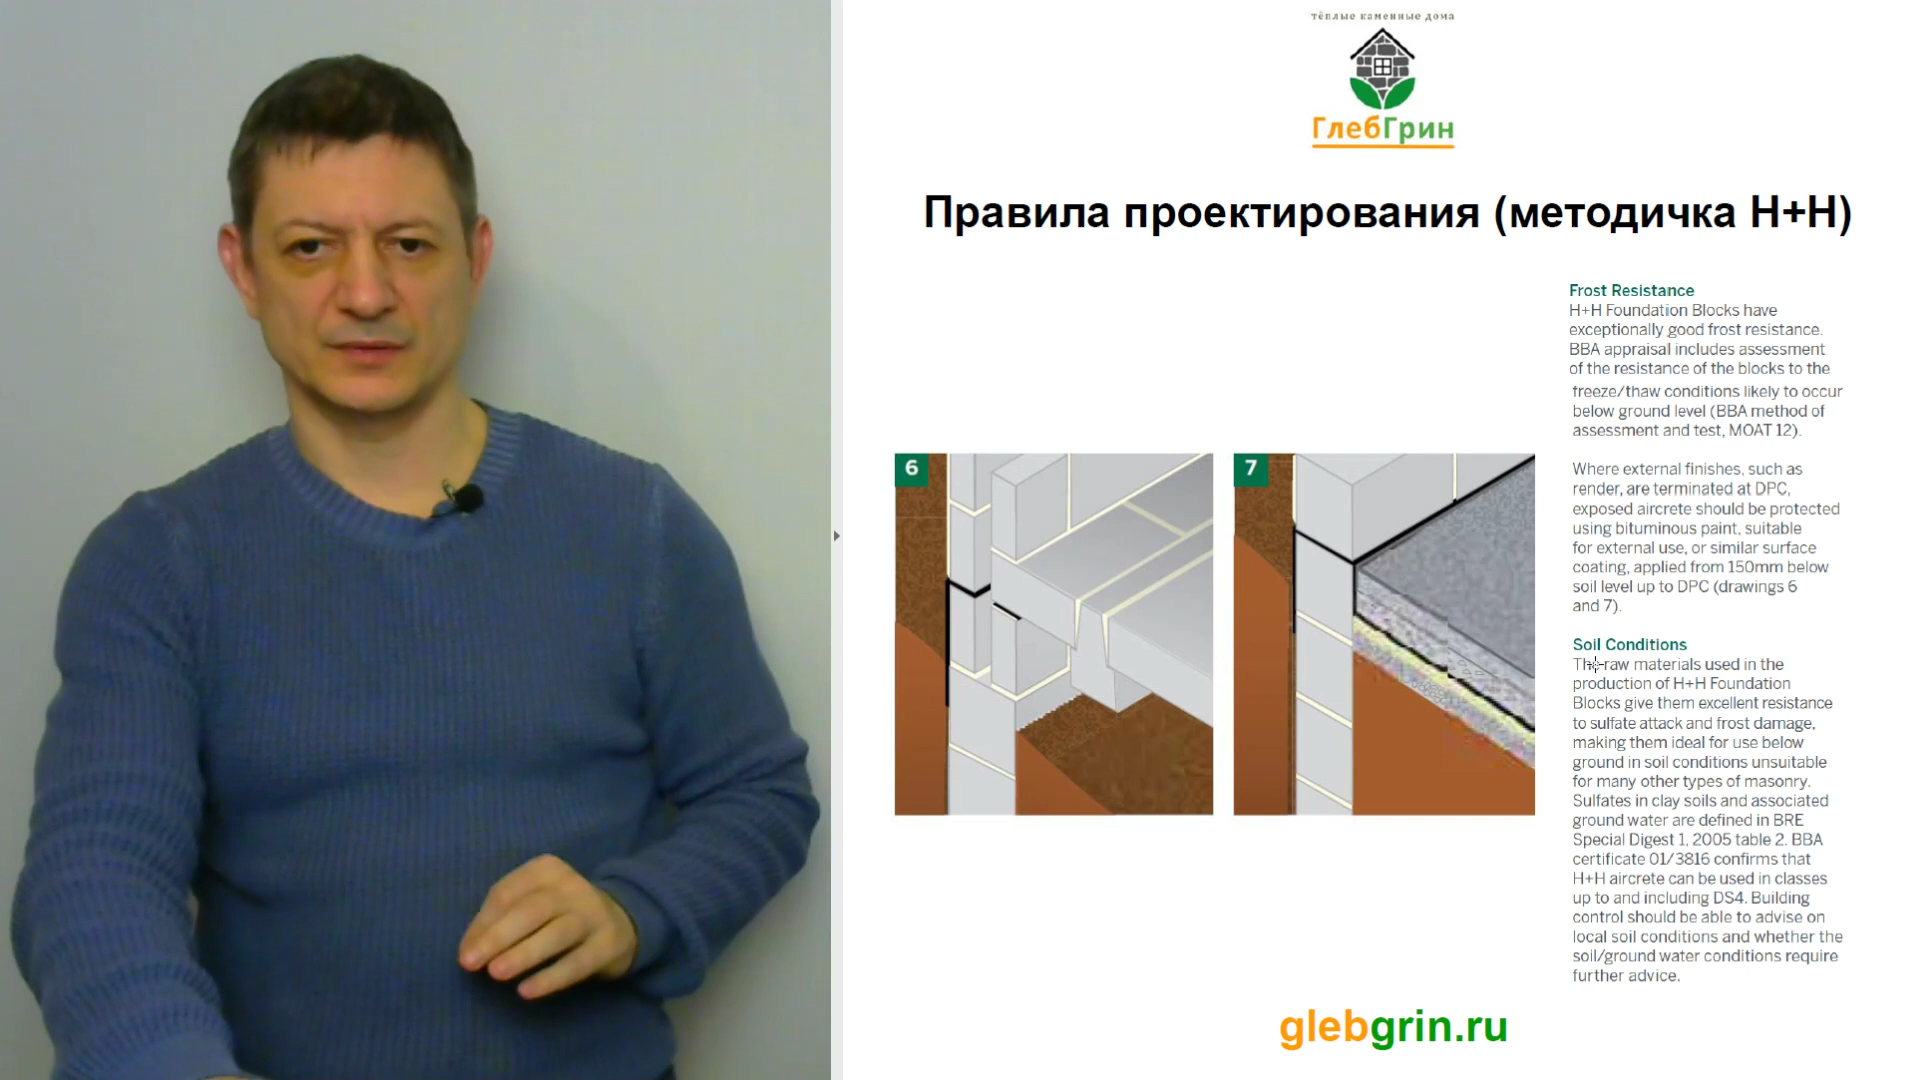 тёплые каменные дома
ГлебГрин
Правила проектирования (методичка H+H)
Frost Resistance
H+H Foundation Blocks have
exceptionally good frost resistance.
BBA appraisal includes assessment
of the resistance of the blocks to the
freeze/thaw conditions likely to occur
below ground level (BBA method of
assessment and test, MOAT 12).
Where external finishes, such as
render, are terminated at DPC,
exposed aircrete should be protected
using bituminous paint, suitable
for external use, or similar surface
coating, applied from 150mm below
soil level up to DPC (drawings 6
and 7).
Soil Conditions
The raw materials used in the
production of H+H Foundation
Blocks give them excellent resistance
to sulfate attack and frost damage,
making them ideal for use below
ground in soil conditions unsuitable
for many other types of masonry.
Sulfates in clay soils and associated
ground water are defined in BRE
Special Digest 1, 2005 table 2. BBA
certificate 01/3816 confirms that
H+H aircrete can be used in classes
up to and including DS4. Building
control should be able to advise on
local soil conditions and whether the
soil/ground water conditions require
further advice.
6
7
glebgrin.ru